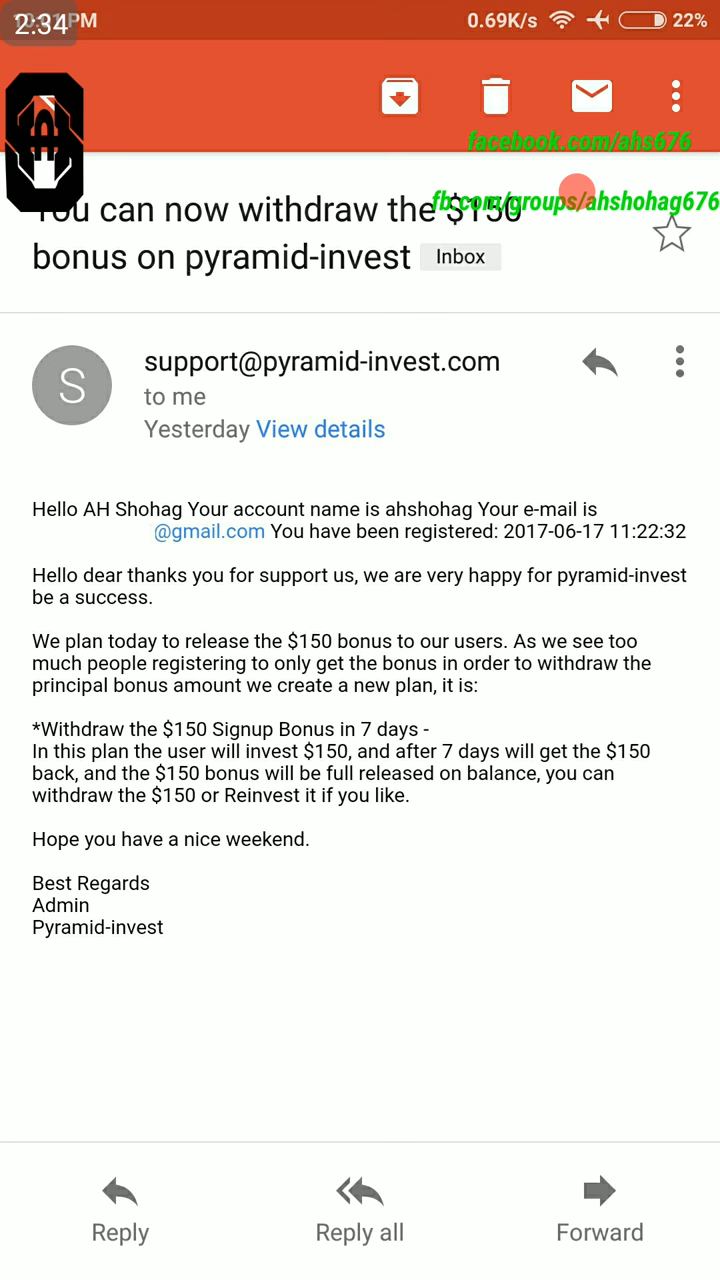 2:34 PM
0.69K/s 22%
facebook.com/ahs676
fb.com/groups/ahshohag676
You can now withdraw the $150
bonus on pyramid-invest Inbox
S
support@pyramid-invest.com
to me
Yesterday View details
Hello AH Shohag Your account name is ahshohag Your e-mail is
@gmail.com You have been registered: 2017-06-17 11:22:32
Hello dear thanks you for support us, we are very happy for pyramid-invest
be a success.
We plan today to release the $150 bonus to our users. As we see too
much people registering to only get the bonus in order to withdraw the
principal bonus amount we create a new plan, it is:
*Withdraw the $150 Signup Bonus in 7 days -
In this plan the user will invest $150, and after 7 days will get the $150
back, and the $150 bonus will be full released on balance, you can
withdraw the $150 or Reinvest it if you like.
Hope you have a nice weekend.
Best Regards
Admin
Pyramid-invest
Reply
Reply all
Forward